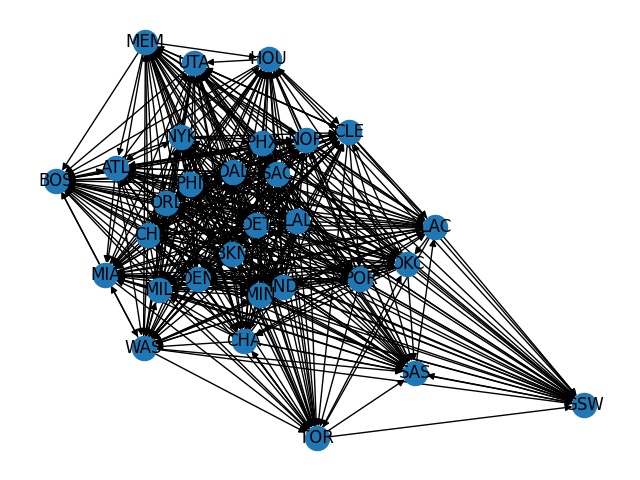 MEM
UTA
HOU
NYK
PHX
NOP
CLE
ATL
BOS
PHI
DAL
SAC
ORL
CHI
DET
LAL
LAC
BKN
OKC
MIA
MIL
DEN
MIN
IND
POR
WAS
CHA
SAS
GSW
TOR